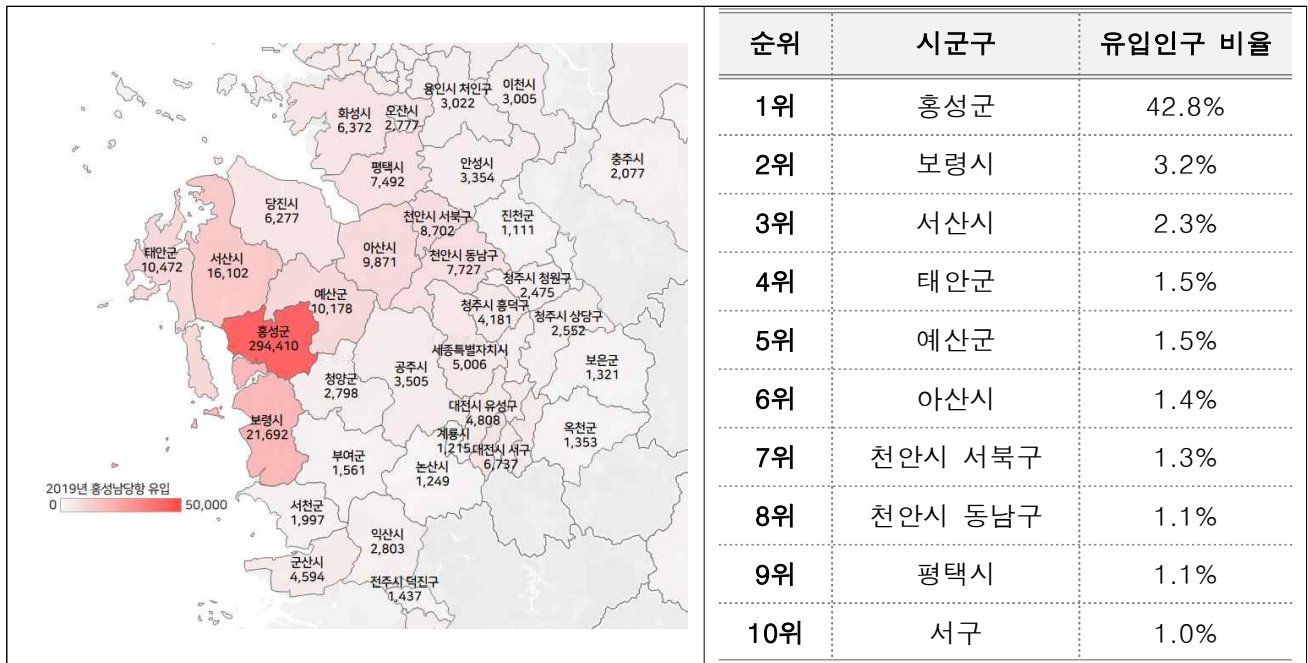 용인시 처인구
3,022
이천시
3,005
화성시
6,372
오산시
2,777
평택시
7,492
안성시
3,354
충주시
2,077
당진시
6,277
천안시 서북구
8,702
진천군
1,111
태안군
10,472
서산시
16,102
아산시
9,871
천안시 동남구
7,727
청주시 청원구
2,475
예산군
10,178
청주시 흥덕구
4,181
청주시 상당구
2,552
홍성군
294,410
세종특별자치시
5,006
공주시
3,505
보은군
1,321
청양군
2,798
대전시 유성구
4,808
보령시
21,692
계룡시
1,215
대전시 서구
6,737
옥천군
1,353
부여군
1,561
논산시
1,249
2019년 홍성남당항 유입
0 50,000
서천군
1,997
익산시
2,803
군산시
4,594
전주시 덕진구
1,437
순위 시군구 유입인구 비율
1위 홍성군 42.8%
2위 보령시 3.2%
3위 서산시 2.3%
4위 태안군 1.5%
5위 예산군 1.5%
6위 아산시 1.4%
7위 천안시 서북구 1.3%
8위 천안시 동남구 1.1%
9위 평택시 1.1%
10위 서구 1.0%